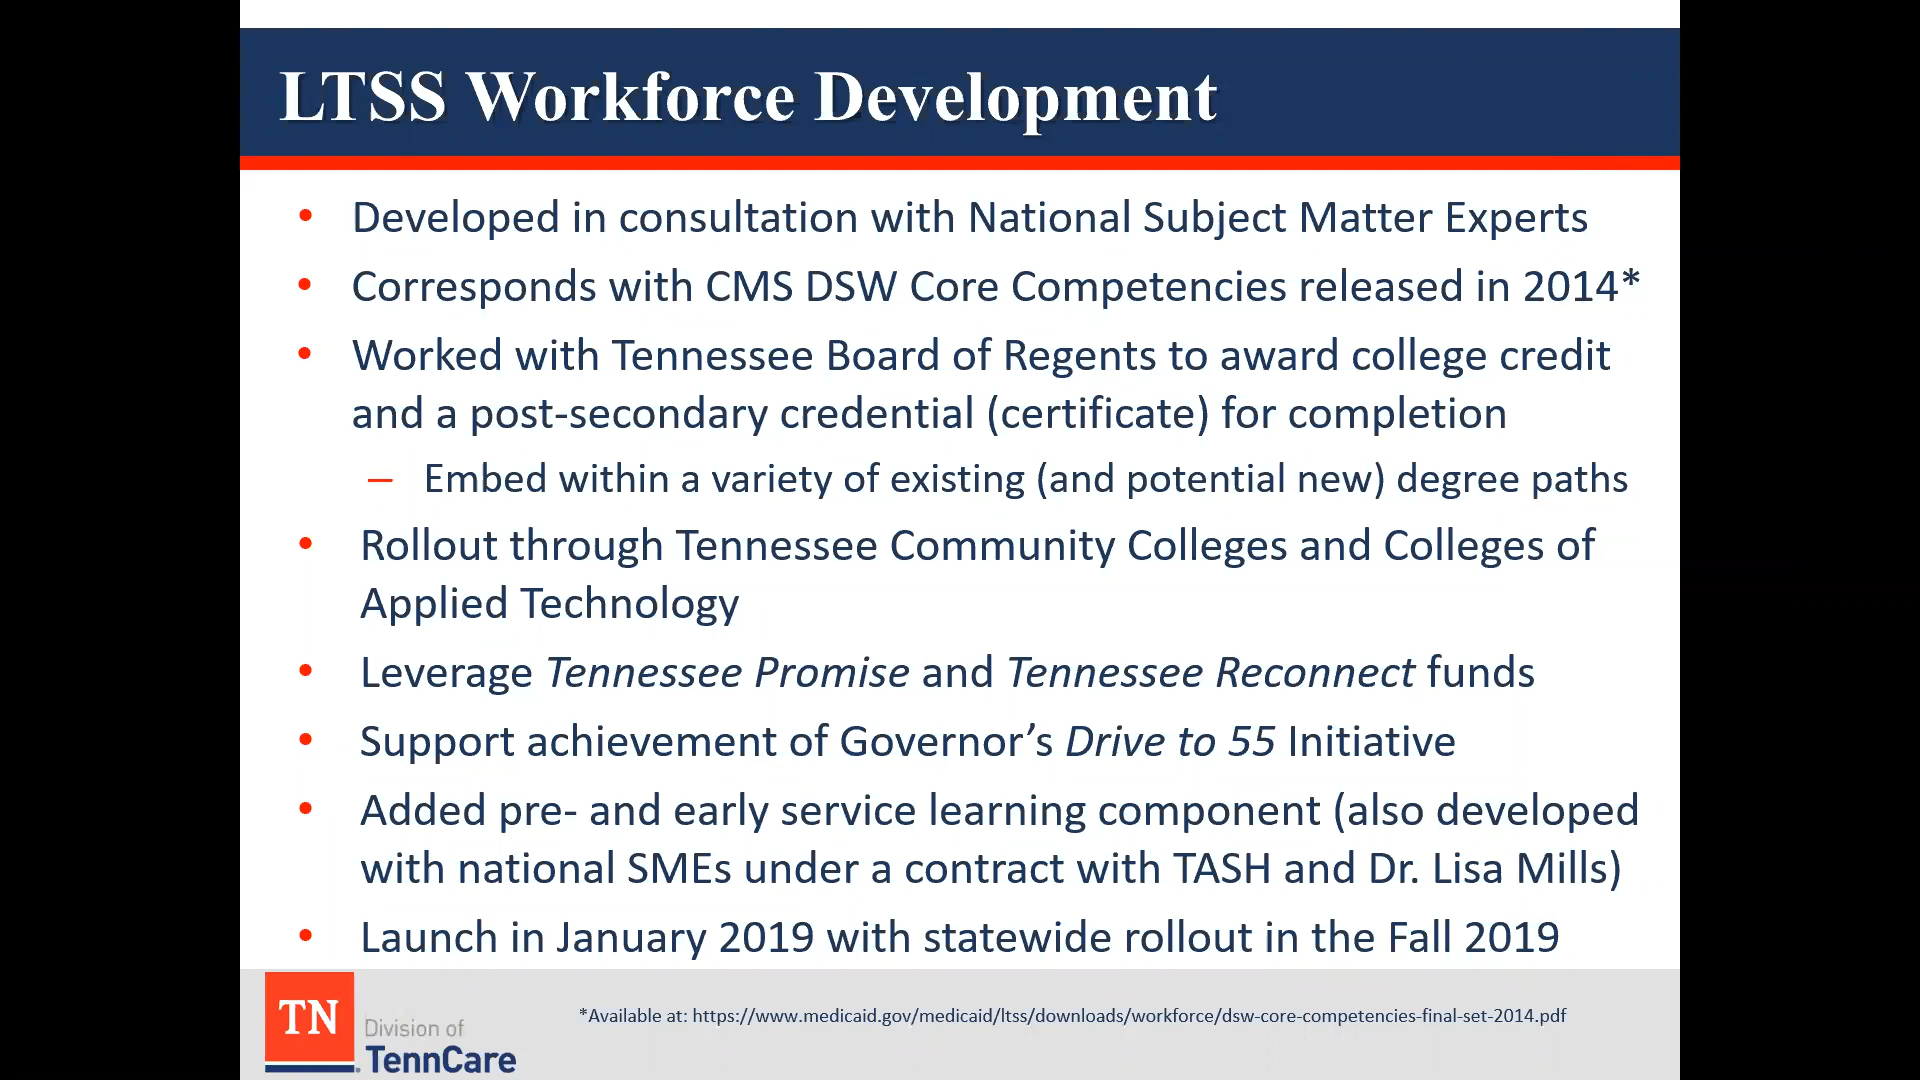 LTSS Workforce Development
• Developed in consultation with National Subject Matter Experts
• Corresponds with CMS DSW Core Competencies released in 2014*
• Worked with Tennessee Board of Regents to award college credit
and a post-secondary credential (certificate) for completion
– Embed within a variety of existing (and potential new) degree paths
• Rollout through Tennessee Community Colleges and Colleges of
Applied Technology
• Leverage Tennessee Promise and Tennessee Reconnect funds
• Support achievement of Governor’s Drive to 55 Initiative
• Added pre- and early service learning component (also developed
with national SMEs under a contract with TASH and Dr. Lisa Mills)
• Launch in January 2019 with statewide rollout in the Fall 2019
*Available at: https://www.medicaid.gov/medicaid/ltss/downloads/workforce/dsw-core-competencies-final-set-2014.pdf
TN
Division of
TennCare